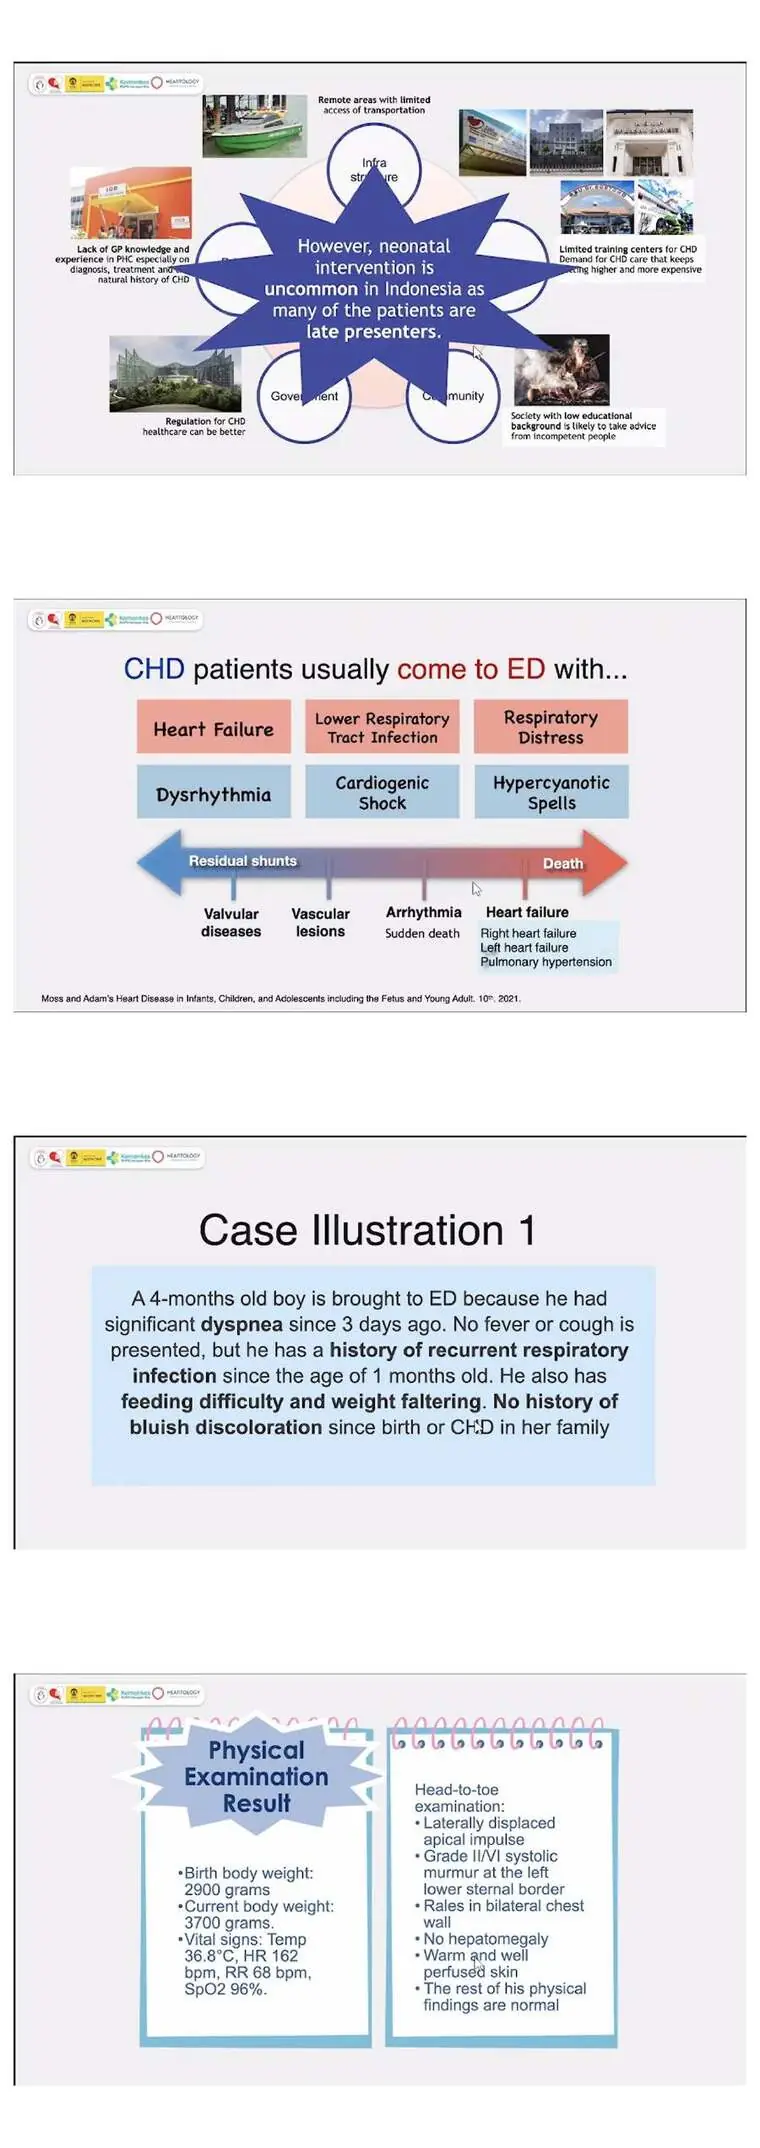 HEARTOLOGY
Remote areas with limited
access of transportation
Infra
Lack of GP knowledge and
experience in PHC especially on
diagnosis, treatment and
natural history of CHD
However, neonatal
intervention is
uncommon in Indonesia as
many of the patients are
late presenters.
Limited training centers for CHD
Demand for CHD care that keeps
higher and more expensive
Regulation for CHD
healthcare can be better
Society with low educational
background is likely to take advice
from incompetent people
HEARTOLOGY
CHD patients usually come to ED with...
Heart Failure
Lower Respiratory
Tract Infection
Respiratory
Distress
Dysrhythmia
Cardiogenic
Shock
Hypercyanotic
Spells
Residual shunts
Death
Valvular
diseases
Vascular
lesions
Arrhythmia
Sudden death
Heart failure
Right heart failure
Left heart failure
Pulmonary hypertension
Moss and Adam's Heart Disease in Infants, Children, and Adolescents including the Fetus and Young Adult. 10th. 2021.
HEARTOLOGY
Case Illustration 1
A 4-months old boy is brought to ED because he had
significant dyspnea since 3 days ago. No fever or cough is
presented, but he has a history of recurrent respiratory
infection since the age of 1 months old. He also has
feeding difficulty and weight faltering. No history of
bluish discoloration since birth or CHD in her family
HEARTOLOGY
Physical
Examination
Result
•Birth body weight:
2900 grams
•Current body weight:
3700 grams.
•Vital signs: Temp
36.8°C, HR 162
bpm, RR 68 bpm,
SpO2 96%.
Head-to-toe
examination:
• Laterally displaced
apical impulse
• Grade II/VI systolic
murmur at the left
lower sternal border
• Rales in bilateral chest
wall
• No hepatomegaly
• Warm and well
perfused skin
• The rest of his physical
findings are normal